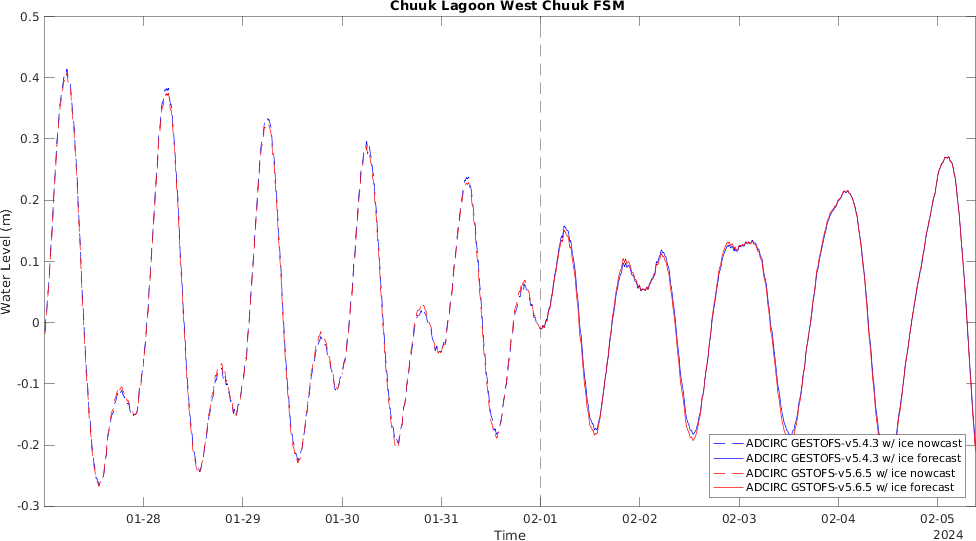 Chuuk Lagoon West Chuuk FSM
0.5
0.4
0.3
0.2
0.1
0
-0.1
-0.2
-0.3
Water Level (m)
ADCIRC GESTOFS-v5.4.3 w/ ice nowcast
ADCIRC GESTOFS-v5.4.3 w/ ice forecast
ADCIRC GSTOFS-v5.6.5 w/ ice nowcast
ADCIRC GSTOFS-v5.6.5 w/ ice forecast
01-28 01-29 01-30 01-31 02-01 02-02 02-03 02-04 02-05
Time
2024